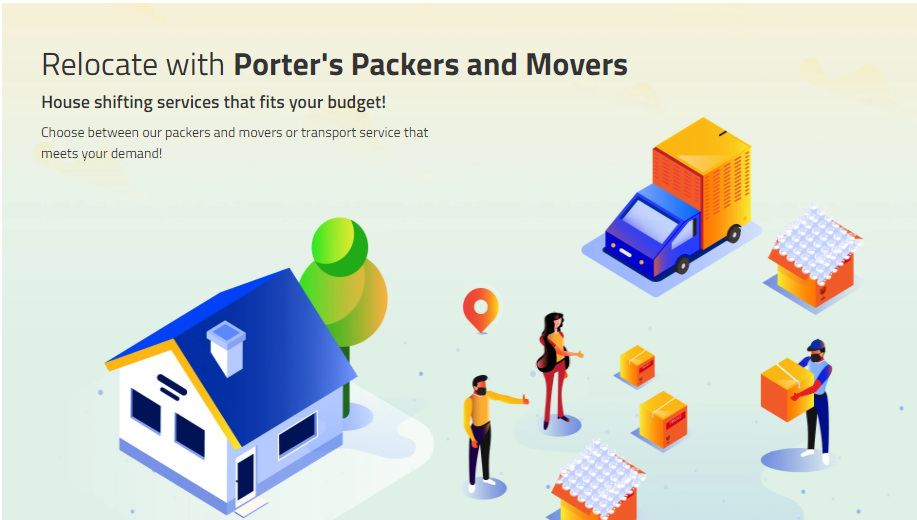 Relocate with Porter's Packers and Movers
House shifting services that fits your budget!
Choose between our packers and movers or transport service that
meets your demand!